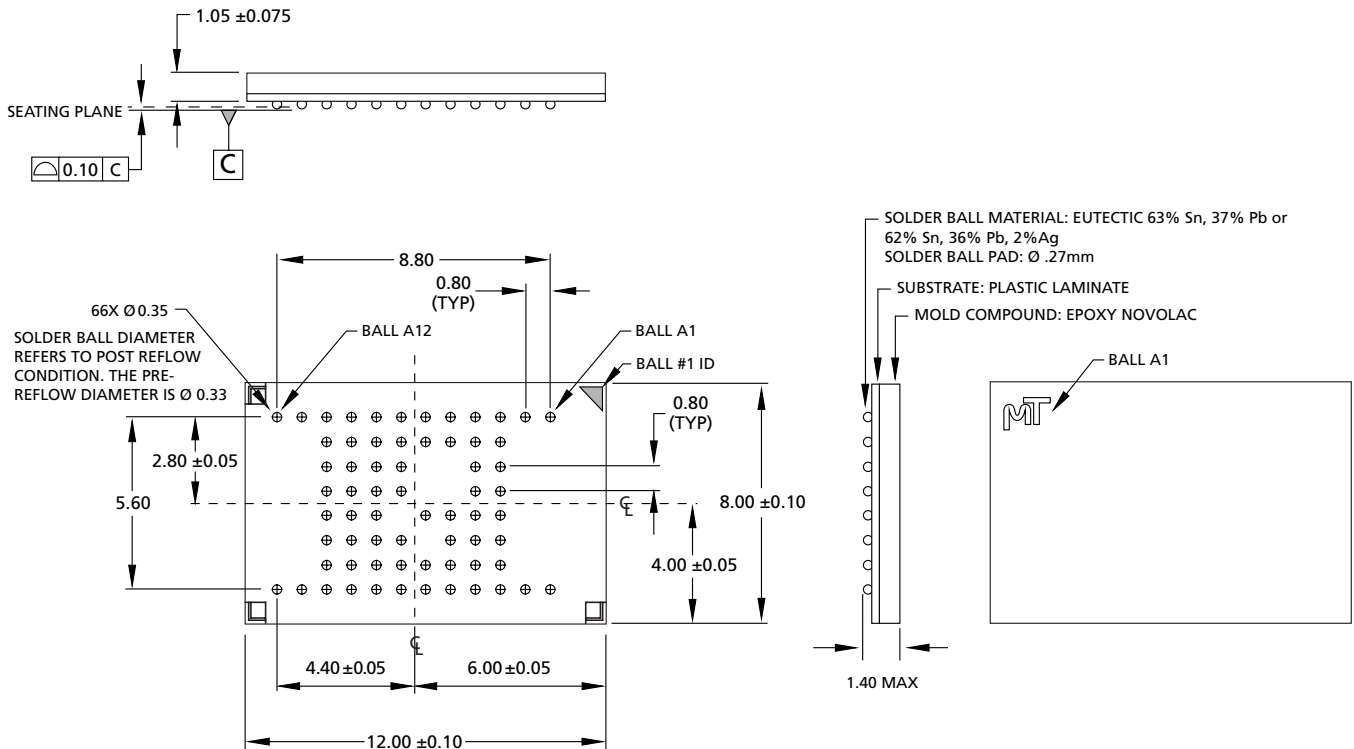 1.05 ±0.075
SEATING PLANE
0.10 C
C
SOLDER BALL MATERIAL: EUTECTIC 63% Sn, 37% Pb or
62% Sn, 36% Pb, 2%Ag
SOLDER BALL PAD: Ø .27mm
SUBSTRATE: PLASTIC LAMINATE
MOLD COMPOUND: EPOXY NOVOLAC
8.80
0.80
(TYP)
66X Ø 0.35
SOLDER BALL DIAMETER
REFERS TO POST REFLOW
CONDITION. THE PRE-
REFLOW DIAMETER IS Ø 0.33
BALL A12
BALL A1
BALL #1 ID
BALL A1
MT
0.80
(TYP)
2.80 ±0.05
5.60
CL
8.00 ±0.10
4.00 ±0.05
CL
4.40 ±0.05
6.00 ±0.05
1.40 MAX
12.00 ±0.10